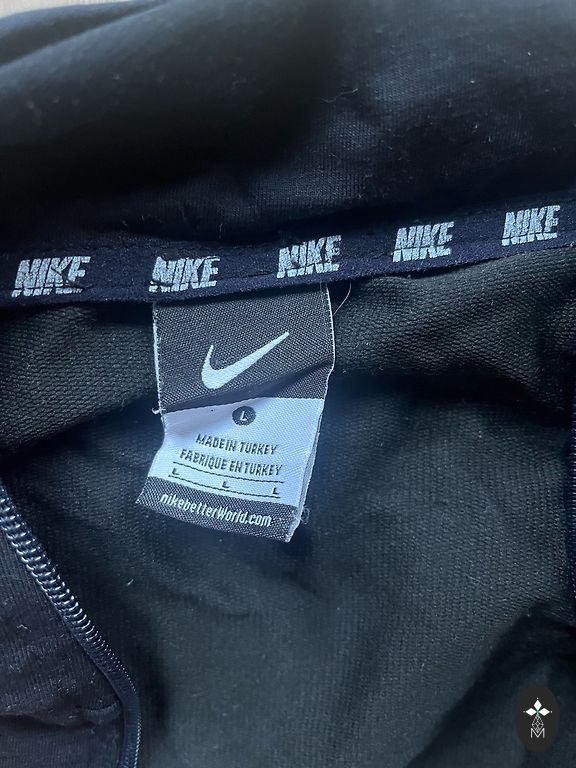 NIKE NIKE NIKE NIKE NIKE
L
MADE IN TURKEY
FABRIQUE EN TURKEY
L L L
nikebetterworld.com
M